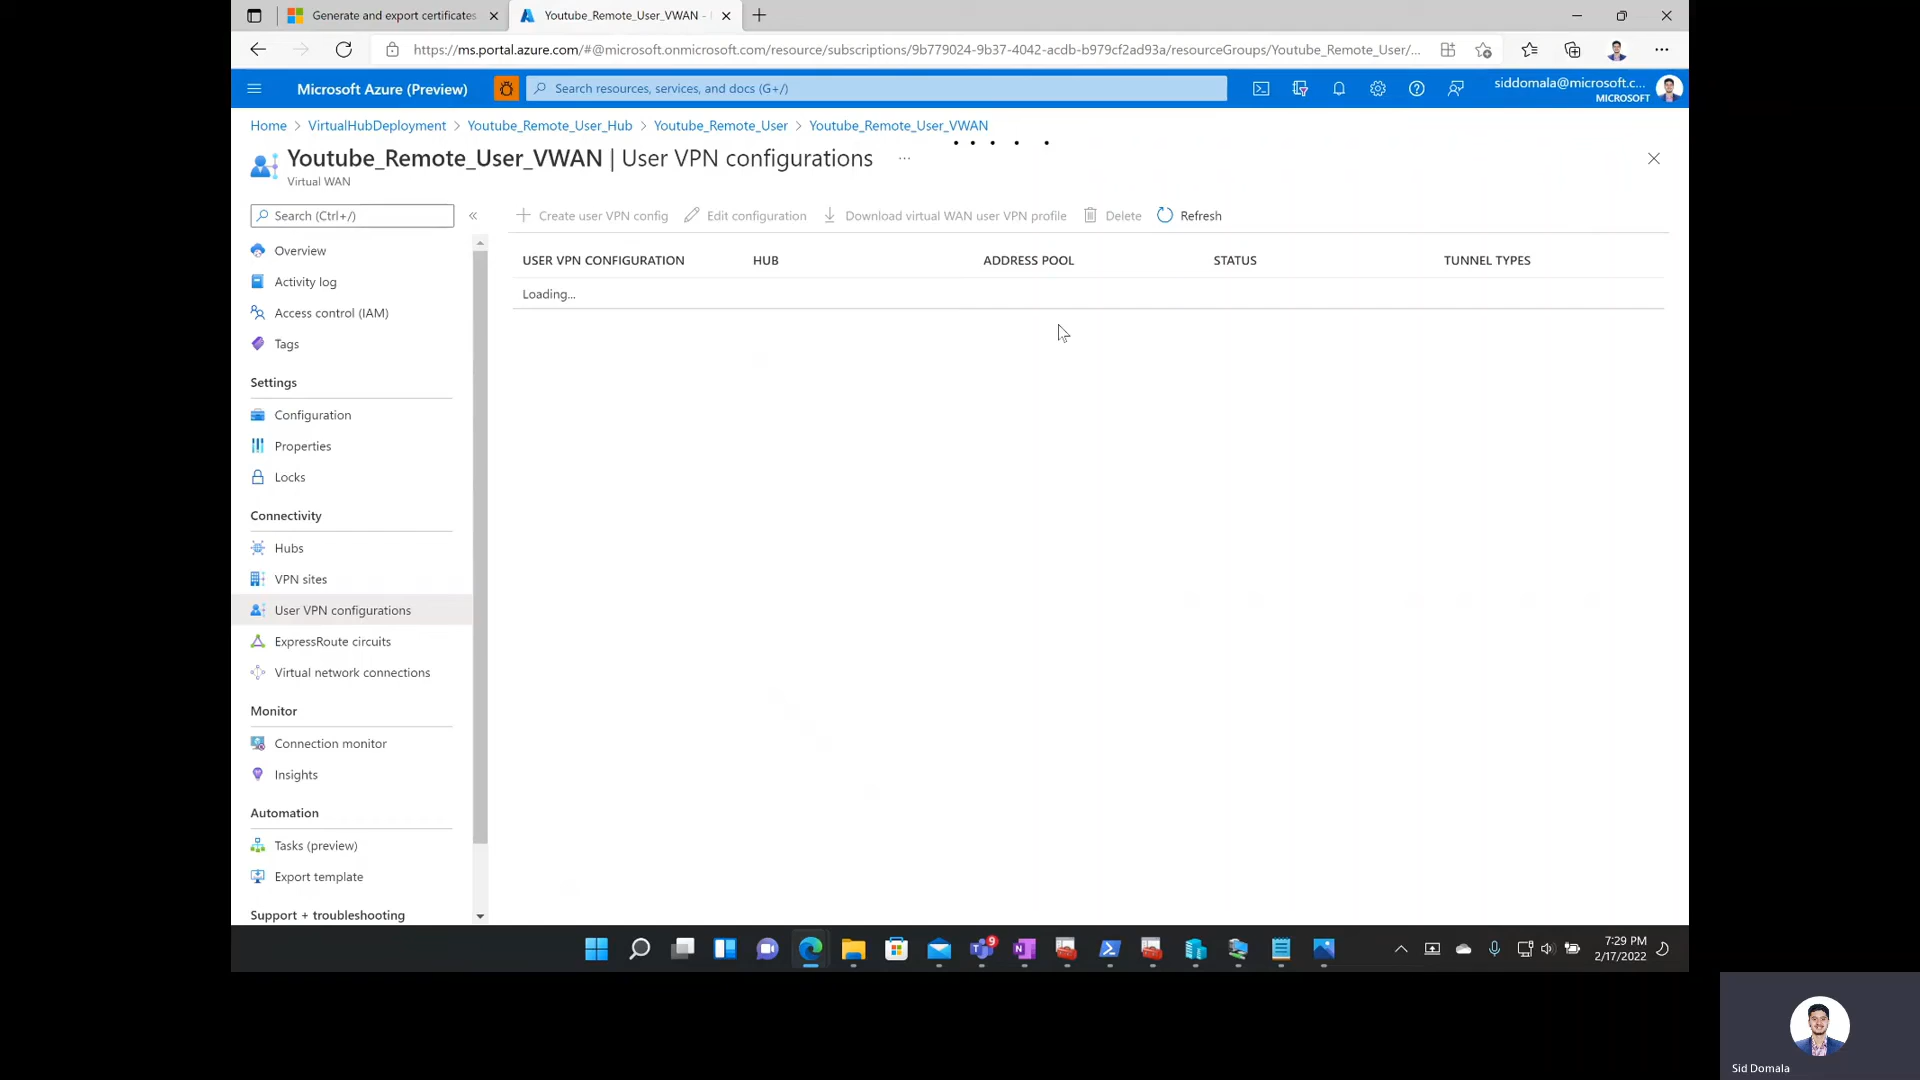 Generate and export certificates
Youtube_Remote_User_VWAN -
https://ms.portal.azure.com/#@microsoft.onmicrosoft.com/resource/subscriptions/9b779024-9b37-4042-acdb-b979cf2ad93a/resourceGroups/Youtube_Remote_User/...
Microsoft Azure (Preview)
Search resources, services, and docs (G+/)
siddomala@microsoft.c...
MICROSOFT
Home > VirtualHubDeployment > Youtube_Remote_User_Hub > Youtube_Remote_User > Youtube_Remote_User_VWAN
Youtube_Remote_User_VWAN | User VPN configurations ...
Virtual WAN
Search (Ctrl+/) «
Create user VPN config Edit configuration Download virtual WAN user VPN profile Delete Refresh
USER VPN CONFIGURATION HUB ADDRESS POOL STATUS TUNNEL TYPES
Loading...
Overview
Activity log
Access control (IAM)
Tags
Settings
Configuration
Properties
Locks
Connectivity
Hubs
VPN sites
User VPN configurations
ExpressRoute circuits
Virtual network connections
Monitor
Connection monitor
Insights
Automation
Tasks (preview)
Export template
Support + troubleshooting
9
7:29 PM
2/17/2022
Sid Domala